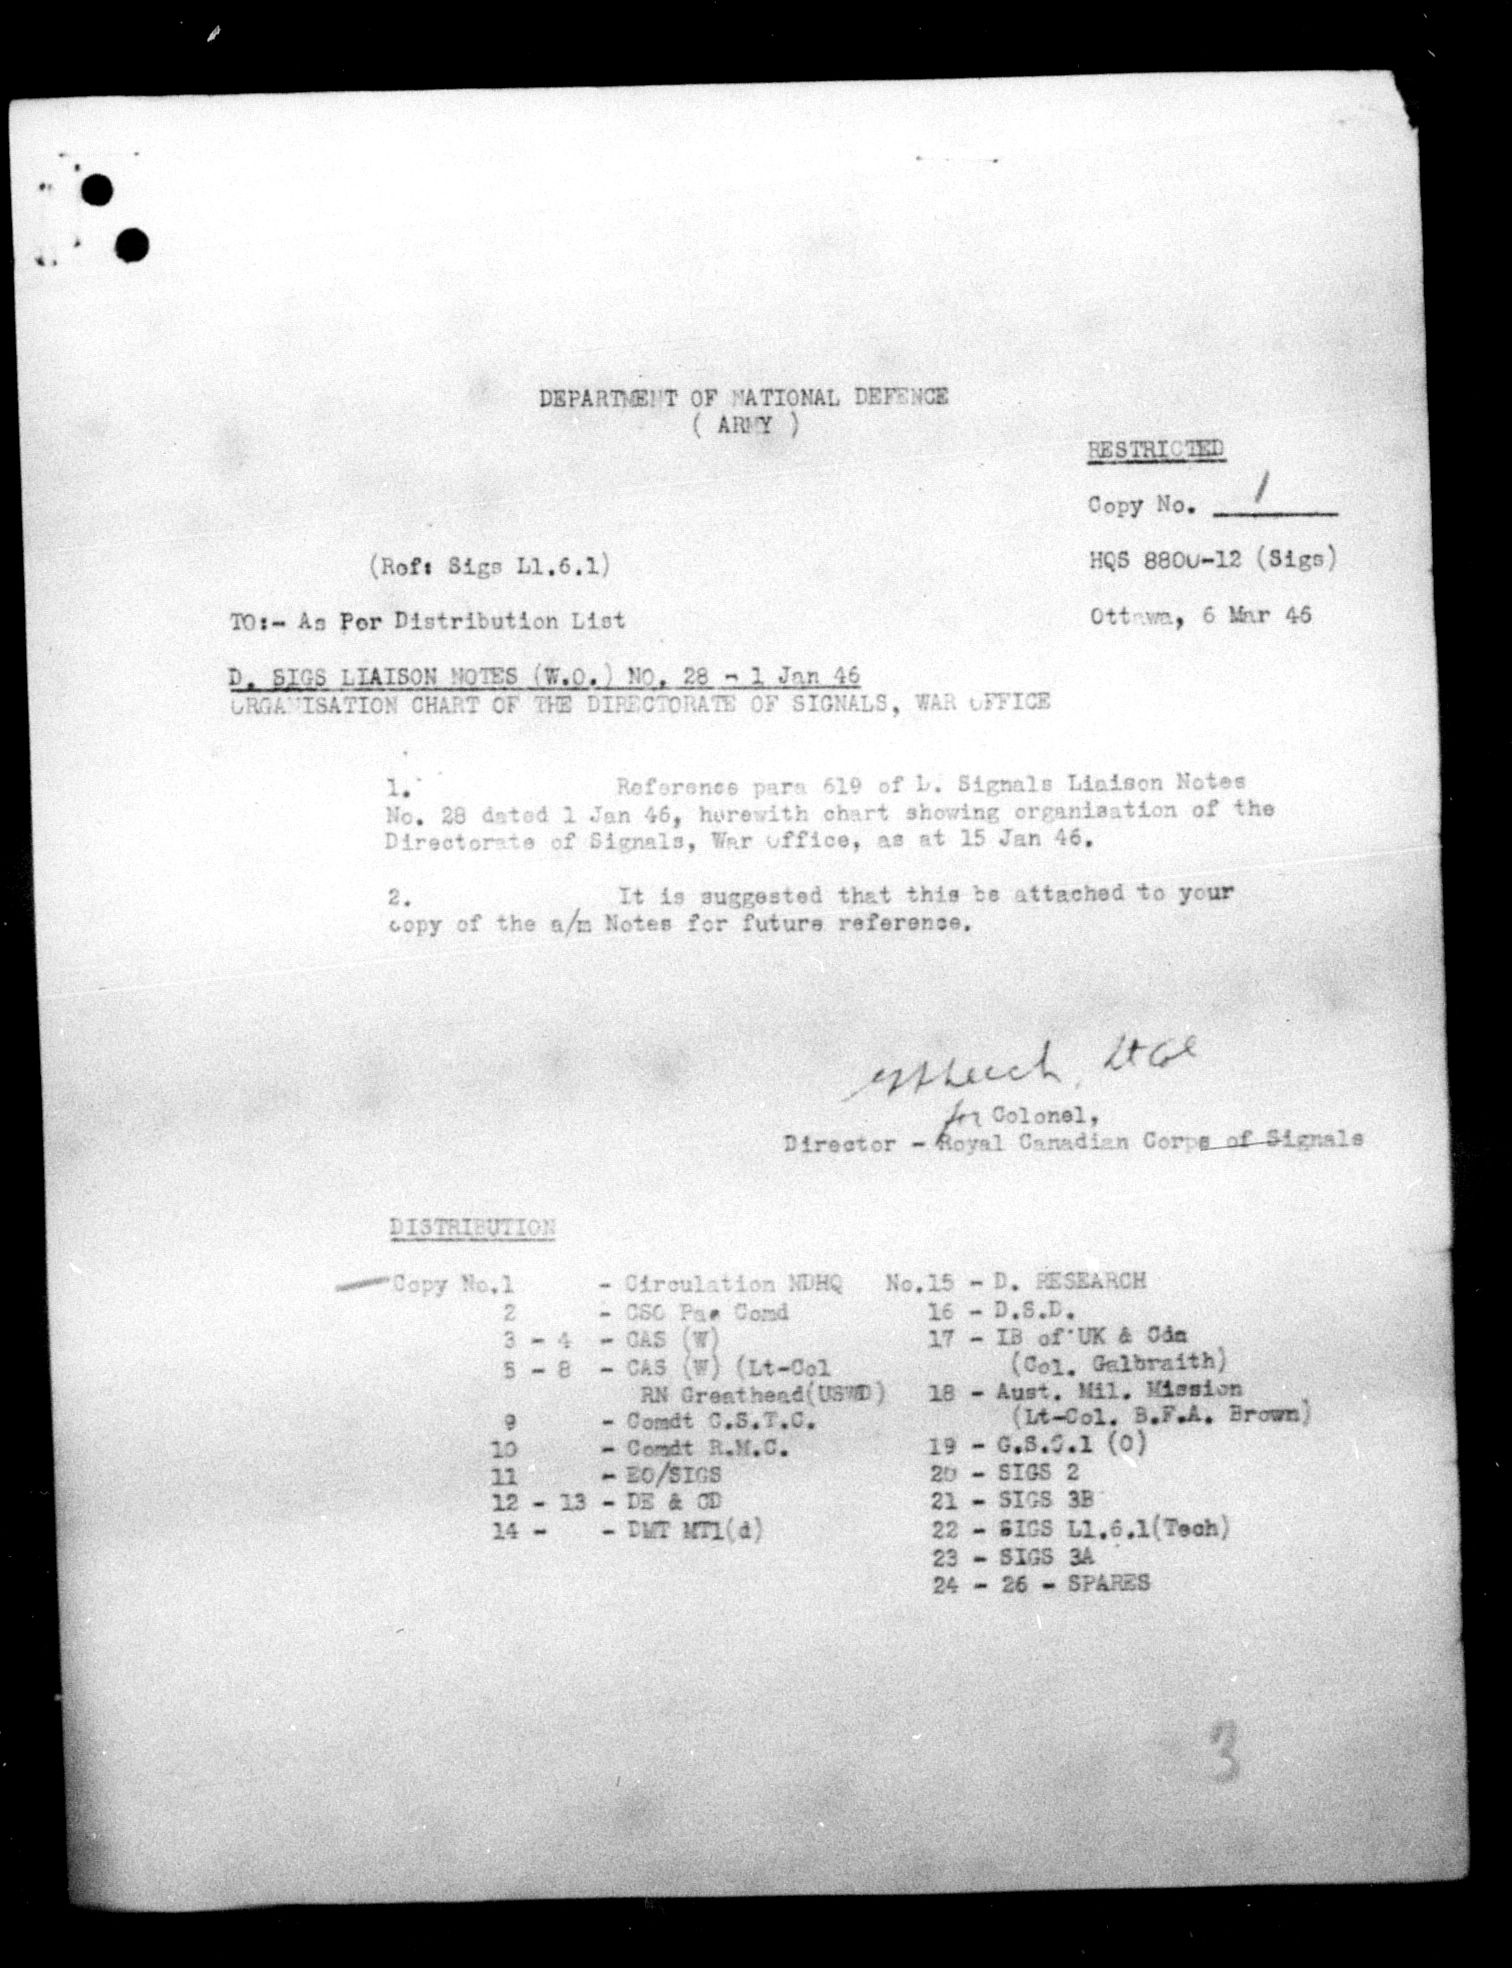 DEPARTMENT OF NATIONAL DEFENCE
( ARMY )
RESTRICTED
Copy No. 1
HQS 8800-12 (Sigs)
(Ref: Sigs L1.6.1)
Ottawa, 6 Mar 46
TO:- As Per Distribution List
D. SIGS LIAISON NOTES (W.O.) NO. 28 - 1 Jan 46
ORGANISATION CHART OF THE DIRECTORATE OF SIGNALS, WAR OFFICE
1. Reference para 619 of D. Signals Liaison Notes
No. 28 dated 1 Jan 46, herewith chart showing organisation of the
Directorate of Signals, War Office, as at 15 Jan 46.
2. It is suggested that this be attached to your
copy of the a/m Notes for future reference.
Lt Col
for Colonel,
Director - Royal Canadian Corps of Signals
DISTRIBUTION
Copy No.1 - Circulation NDHQ
2 - CSO Pac Comd
3 - 4 - CAS (W)
5 - 8 - CAS (W) (Lt-Col
RN Greathead(USWD)
9 - Comdt C.S.T.C.
10 - Comdt R.M.C.
11 - EO/SIGS
12 - 13 - DE & CD
14 - - DMT MT1(d)
No.15 - D. RESEARCH
16 - D.S.D.
17 - IB of UK & Cda
(Col. Galbraith)
18 - Aust. Mil. Mission
(Lt-Col. B.F.A. Brown)
19 - G.S.O.1 (O)
20 - SIGS 2
21 - SIGS 3B
22 - SIGS L1.6.1(Tech)
23 - SIGS 3A
24 - 26 - SPARES
3